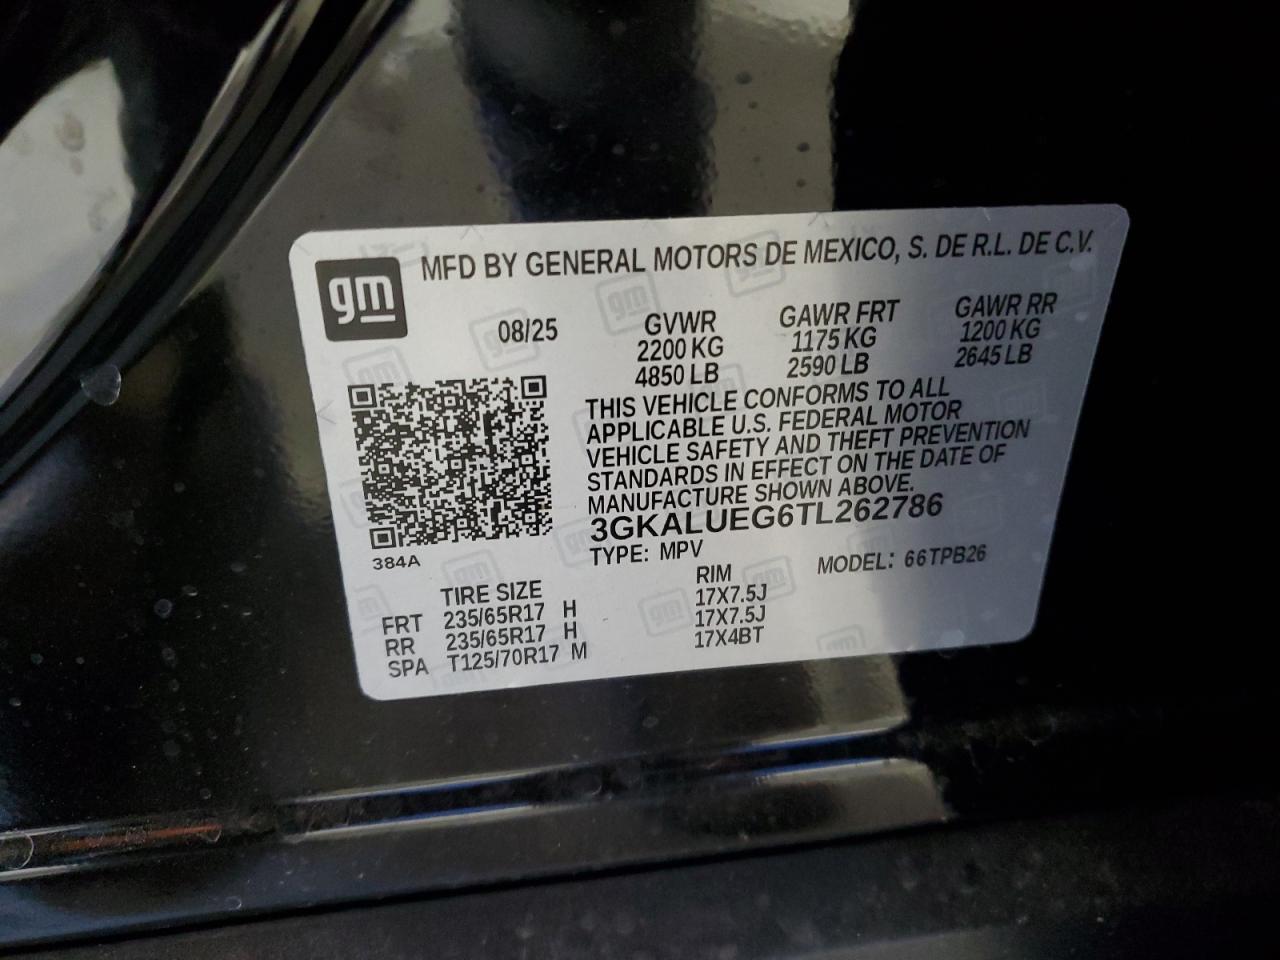 gm
MFD BY GENERAL MOTORS DE MEXICO, S. DE R.L. DE C.V.
08/25 GVWR GAWR FRT GAWR RR
2200 KG 1175 KG 1200 KG
4850 LB 2590 LB 2645 LB
THIS VEHICLE CONFORMS TO ALL
APPLICABLE U.S. FEDERAL MOTOR
VEHICLE SAFETY AND THEFT PREVENTION
STANDARDS IN EFFECT ON THE DATE OF
MANUFACTURE SHOWN ABOVE.
3GKALUEG6TL262786
384A
TYPE: MPV MODEL: 66TPB26
TIRE SIZE RIM
FRT 235/65R17 H 17X7.5J
RR 235/65R17 H 17X7.5J
SPA T125/70R17 M 17X4BT